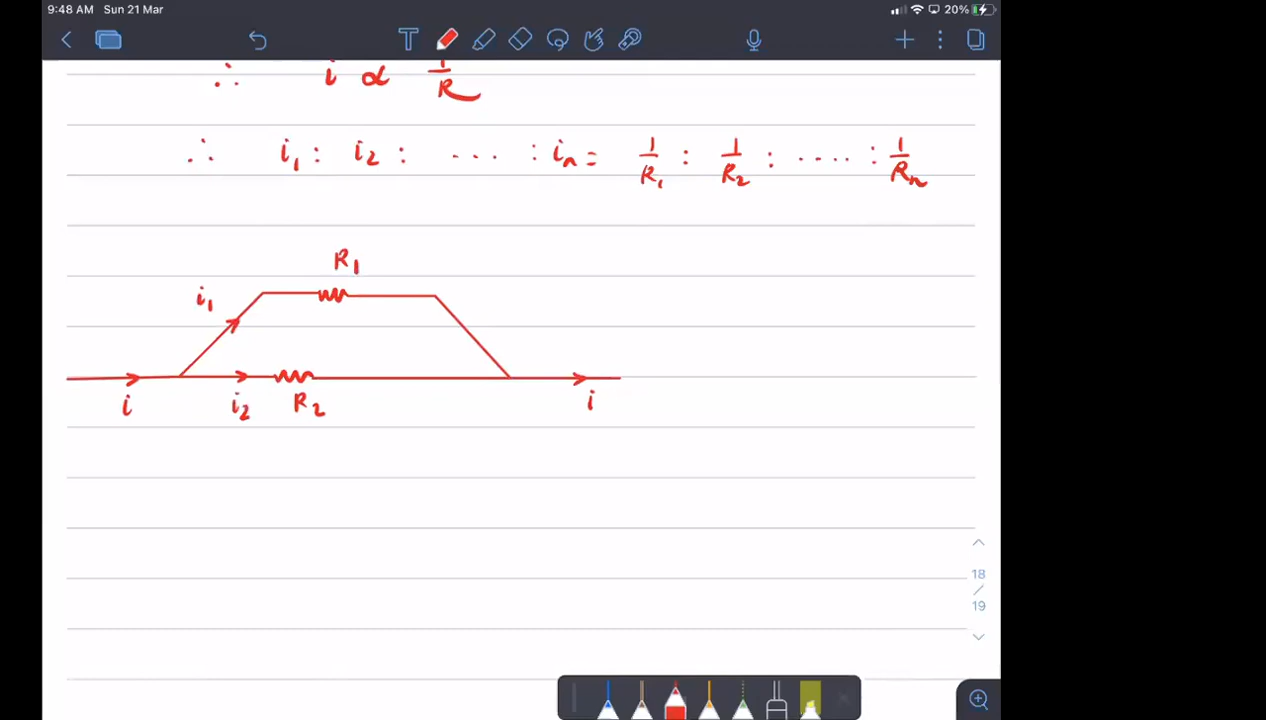 9:48 AM Sun 21 Mar
20%
∴ i ∝ 1/R
∴ i₁ : i₂ : .... : iₙ = 1/R₁ : 1/R₂ : .... : 1/Rₙ
R₁
i₁
i i₂ R₂ i
18
/
19